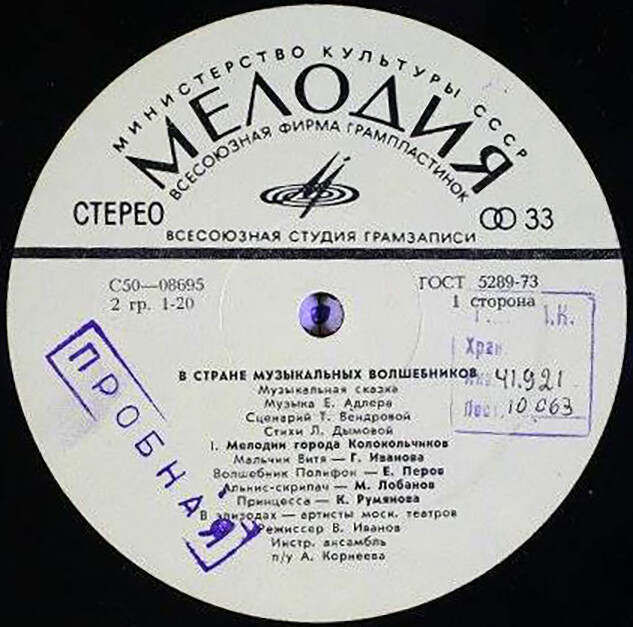 МИНИСТЕРСТВО КУЛЬТУРЫ СССР
МЕЛОДИЯ
ВСЕСОЮЗНАЯ ФИРМА ГРАМПЛАСТИНОК
СТЕРЕО
33
ВСЕСОЮЗНАЯ СТУДИЯ ГРАМЗАПИСИ
С50—08695
ГОСТ 5289-73
2 гр. 1-20
1 сторона
Хран.
41.921
10.063
ПРОБНАЯ
В СТРАНЕ МУЗЫКАЛЬНЫХ ВОЛШЕБНИКОВ
Музыкальная сказка
Музыка Е. Адлера
Сценарий Т. Вендровой
Стихи Л. Дымовой
1. Мелодии города Колокольчиков
Мальчик Витя — Г. Иванова
Волшебник Полифон — Е. Перов
Альпис-скрипач — М. Лобанов
Принцесса — К. Румянова
В эпизодах — артисты моск. театров
Режиссер В. Иванов
Инстр. ансамбль
п/у А. Корнеева